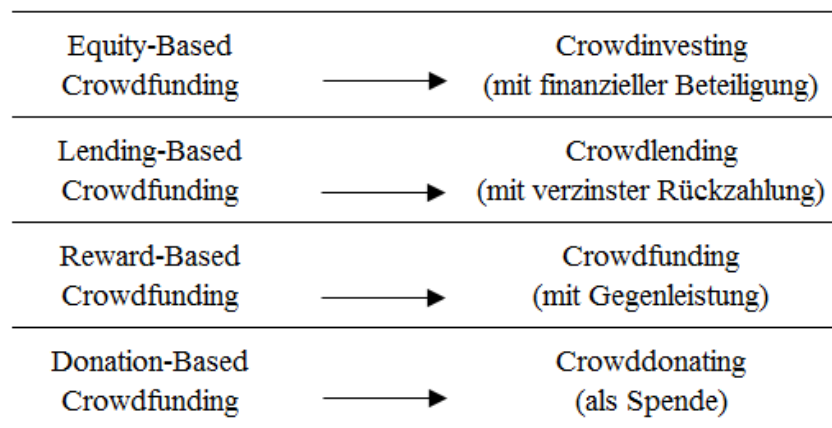 Equity-Based Crowdinvesting
Crowdfunding (mit finanzieller Beteiligung)
Lending-Based Crowdlending
Crowdfunding (mit verzinster Rückzahlung)
Reward-Based Crowdfunding
Crowdfunding (mit Gegenleistung)
Donation-Based Crowddonating
Crowdfunding (als Spende)